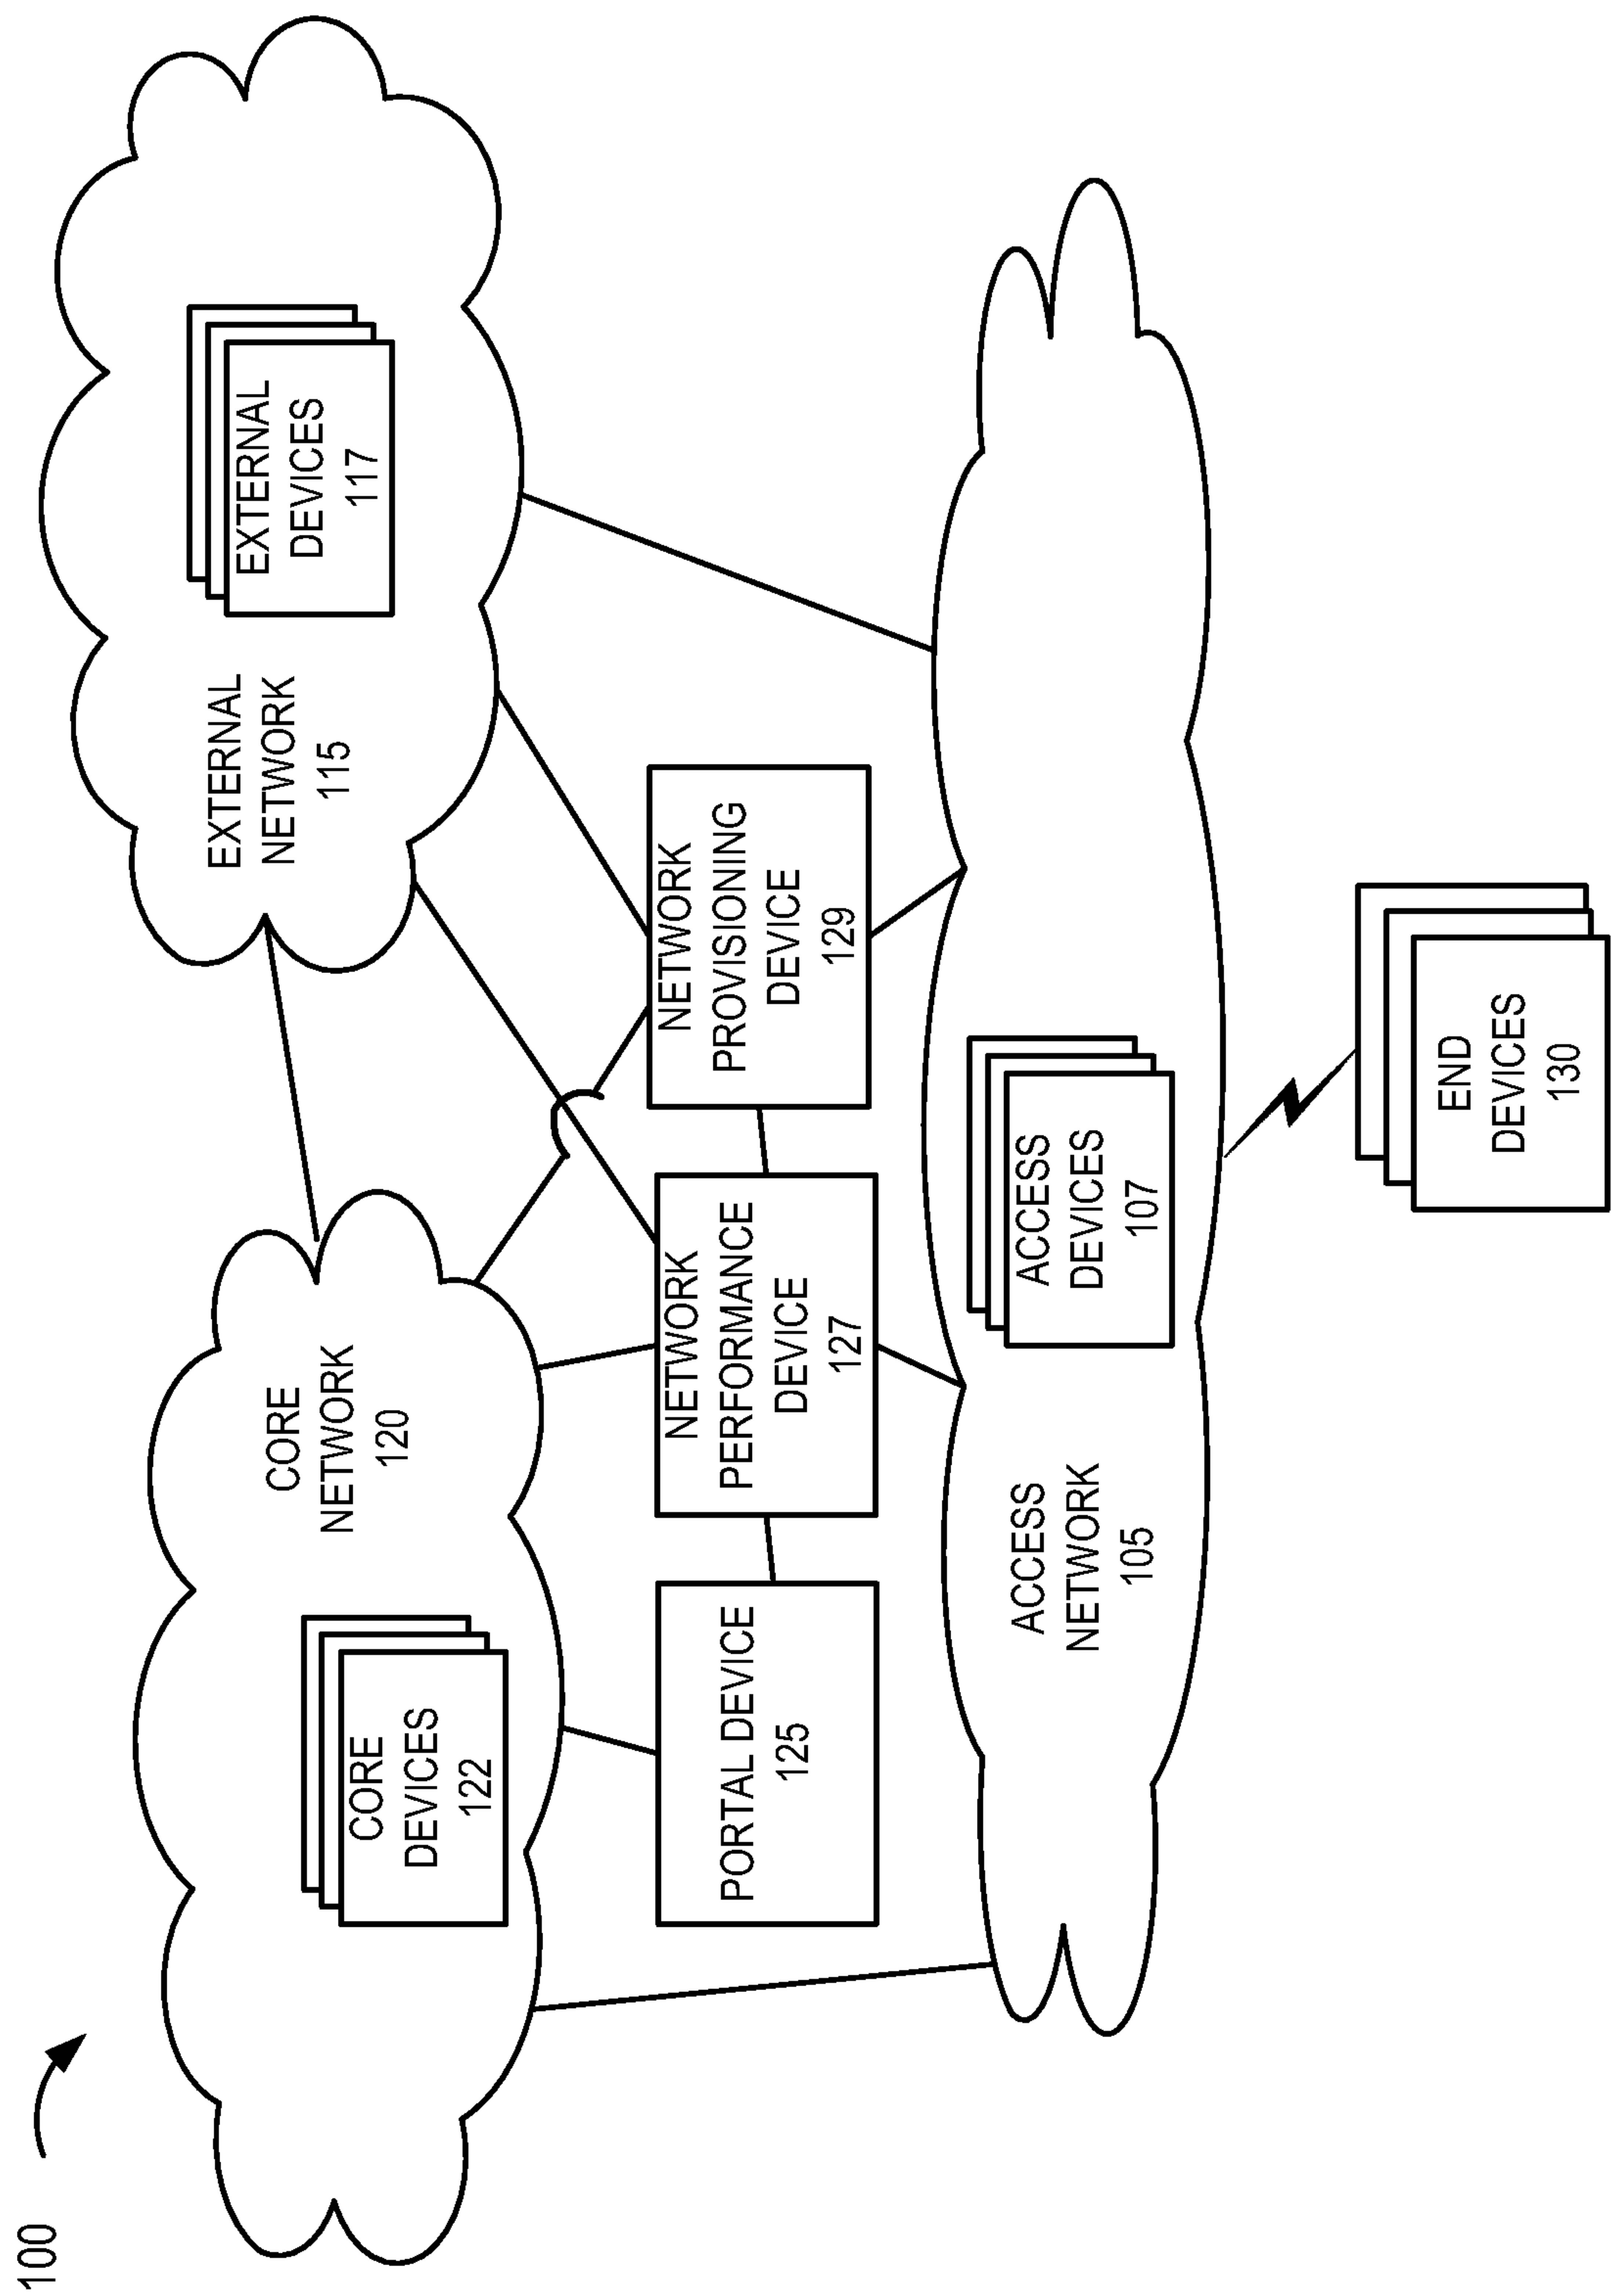 100
EXTERNAL
NETWORK
115
EXTERNAL
DEVICES
117
CORE
NETWORK
120
CORE
DEVICES
122
PORTAL DEVICE
125
NETWORK
PERFORMANCE
DEVICE
127
NETWORK
PROVISIONING
DEVICE
129
ACCESS
NETWORK
105
ACCESS
DEVICES
107
END
DEVICES
130